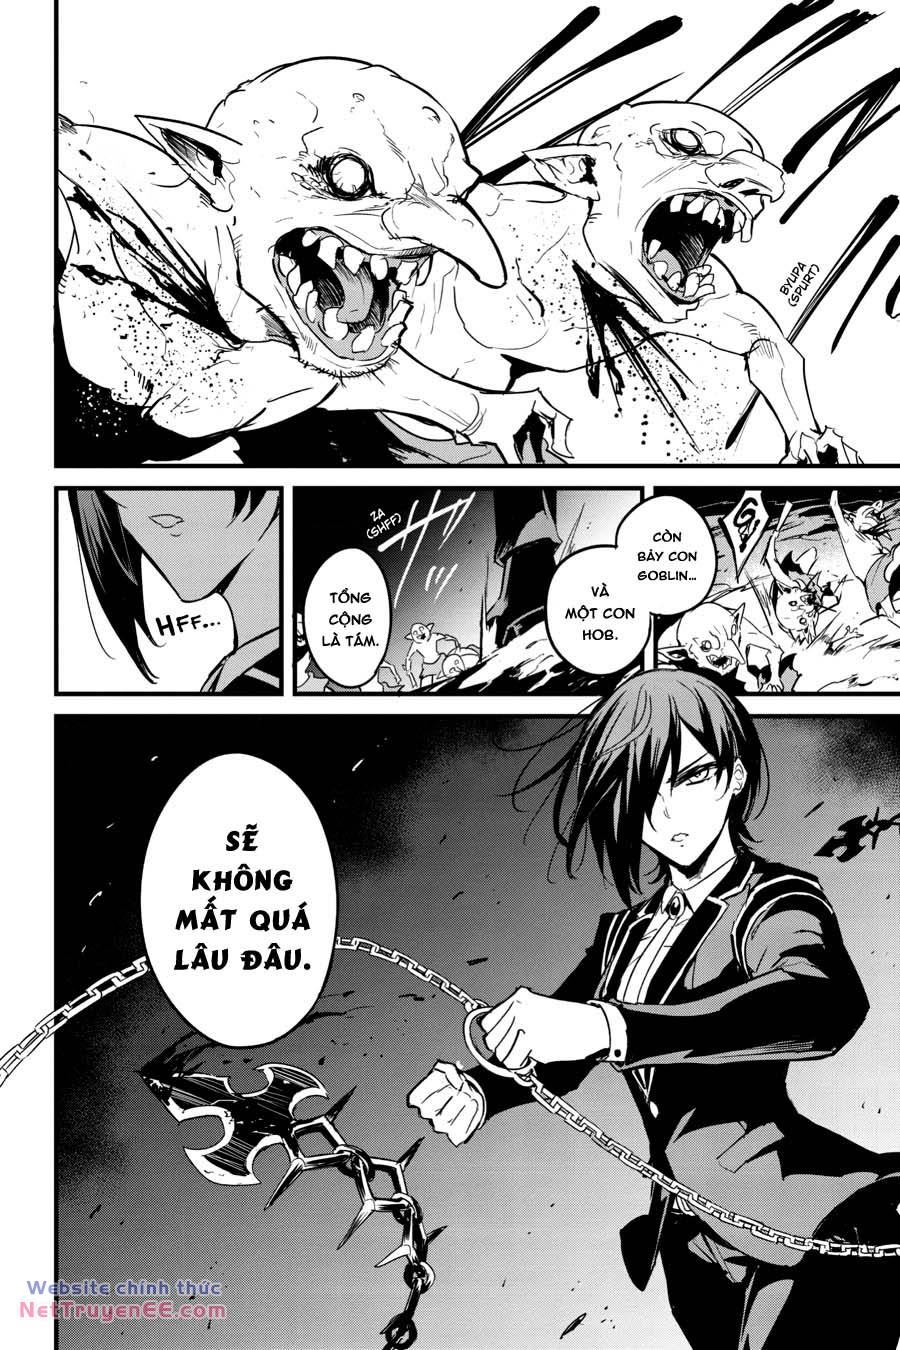 BYUPA
(SPURT)
CÒN
BẢY CON
GOBLIN...
VÀ
MỘT CON
HOB.
ZA
(SHFF)
TỔNG
CỘNG
LÀ TÁM.
HFF...
SẼ
KHÔNG
MẤT QUÁ
LÂU ĐÂU.
Website chính thức
NetTruyenEE.com